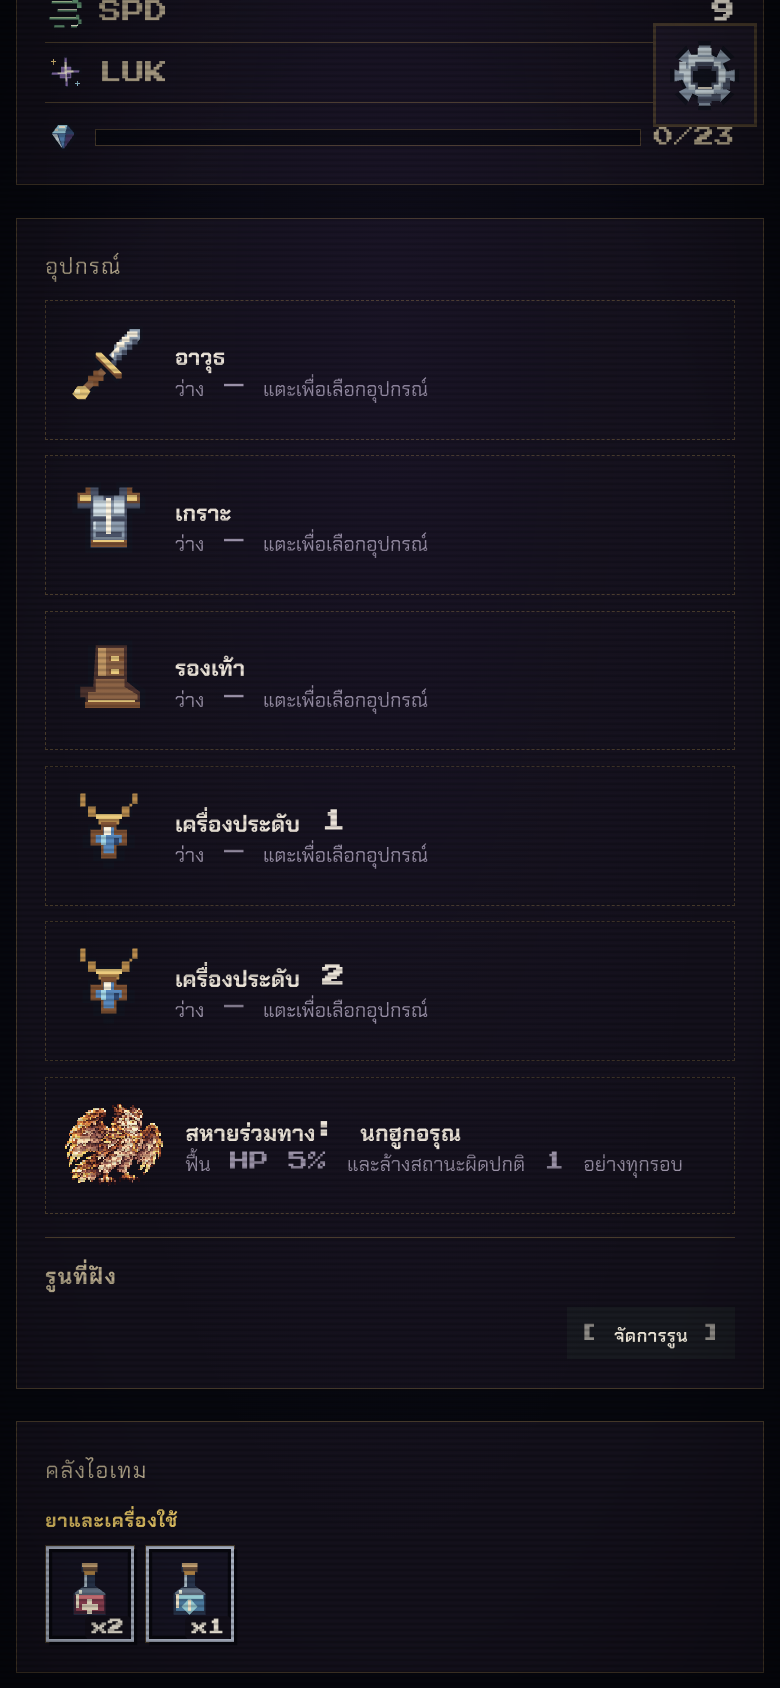 SPD 9
LUK
0/23
อุปกรณ์
อาวุธ
ว่าง — แตะเพื่อเลือกอุปกรณ์
เกราะ
ว่าง — แตะเพื่อเลือกอุปกรณ์
รองเท้า
ว่าง — แตะเพื่อเลือกอุปกรณ์
เครื่องประดับ 1
ว่าง — แตะเพื่อเลือกอุปกรณ์
เครื่องประดับ 2
ว่าง — แตะเพื่อเลือกอุปกรณ์
สหายร่วมทาง: นกฮูกอรุณ
ฟื้น HP 5% และล้างสถานะผิดปกติ 1 อย่างทุกรอบ
รูนที่ฝัง
[ จัดการรูน ]
คลังไอเทม
ยาและเครื่องใช้
x2 x1